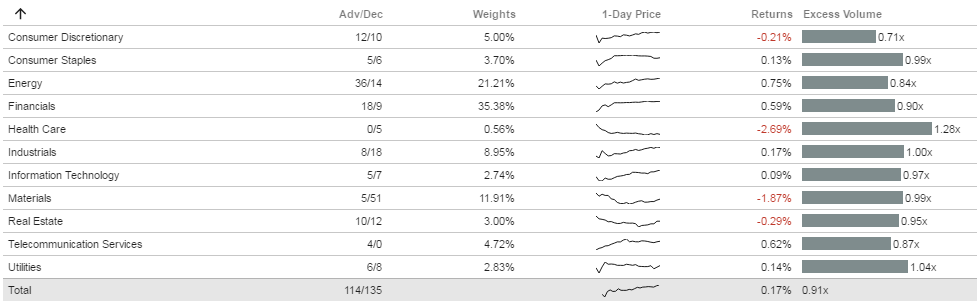 Adv/Dec Weights 1-Day Price Returns Excess Volume
Consumer Discretionary 12/10 5.00% -0.21% 0.71x
Consumer Staples 5/6 3.70% 0.13% 0.99x
Energy 36/14 21.21% 0.75% 0.84x
Financials 18/9 35.38% 0.59% 0.90x
Health Care 0/5 0.56% -2.69% 1.28x
Industrials 8/18 8.95% 0.17% 1.00x
Information Technology 5/7 2.74% 0.09% 0.97x
Materials 5/51 11.91% -1.87% 0.99x
Real Estate 10/12 3.00% -0.29% 0.95x
Telecommunication Services 4/0 4.72% 0.62% 0.87x
Utilities 6/8 2.83% 0.14% 1.04x
Total 114/135 0.17% 0.91x